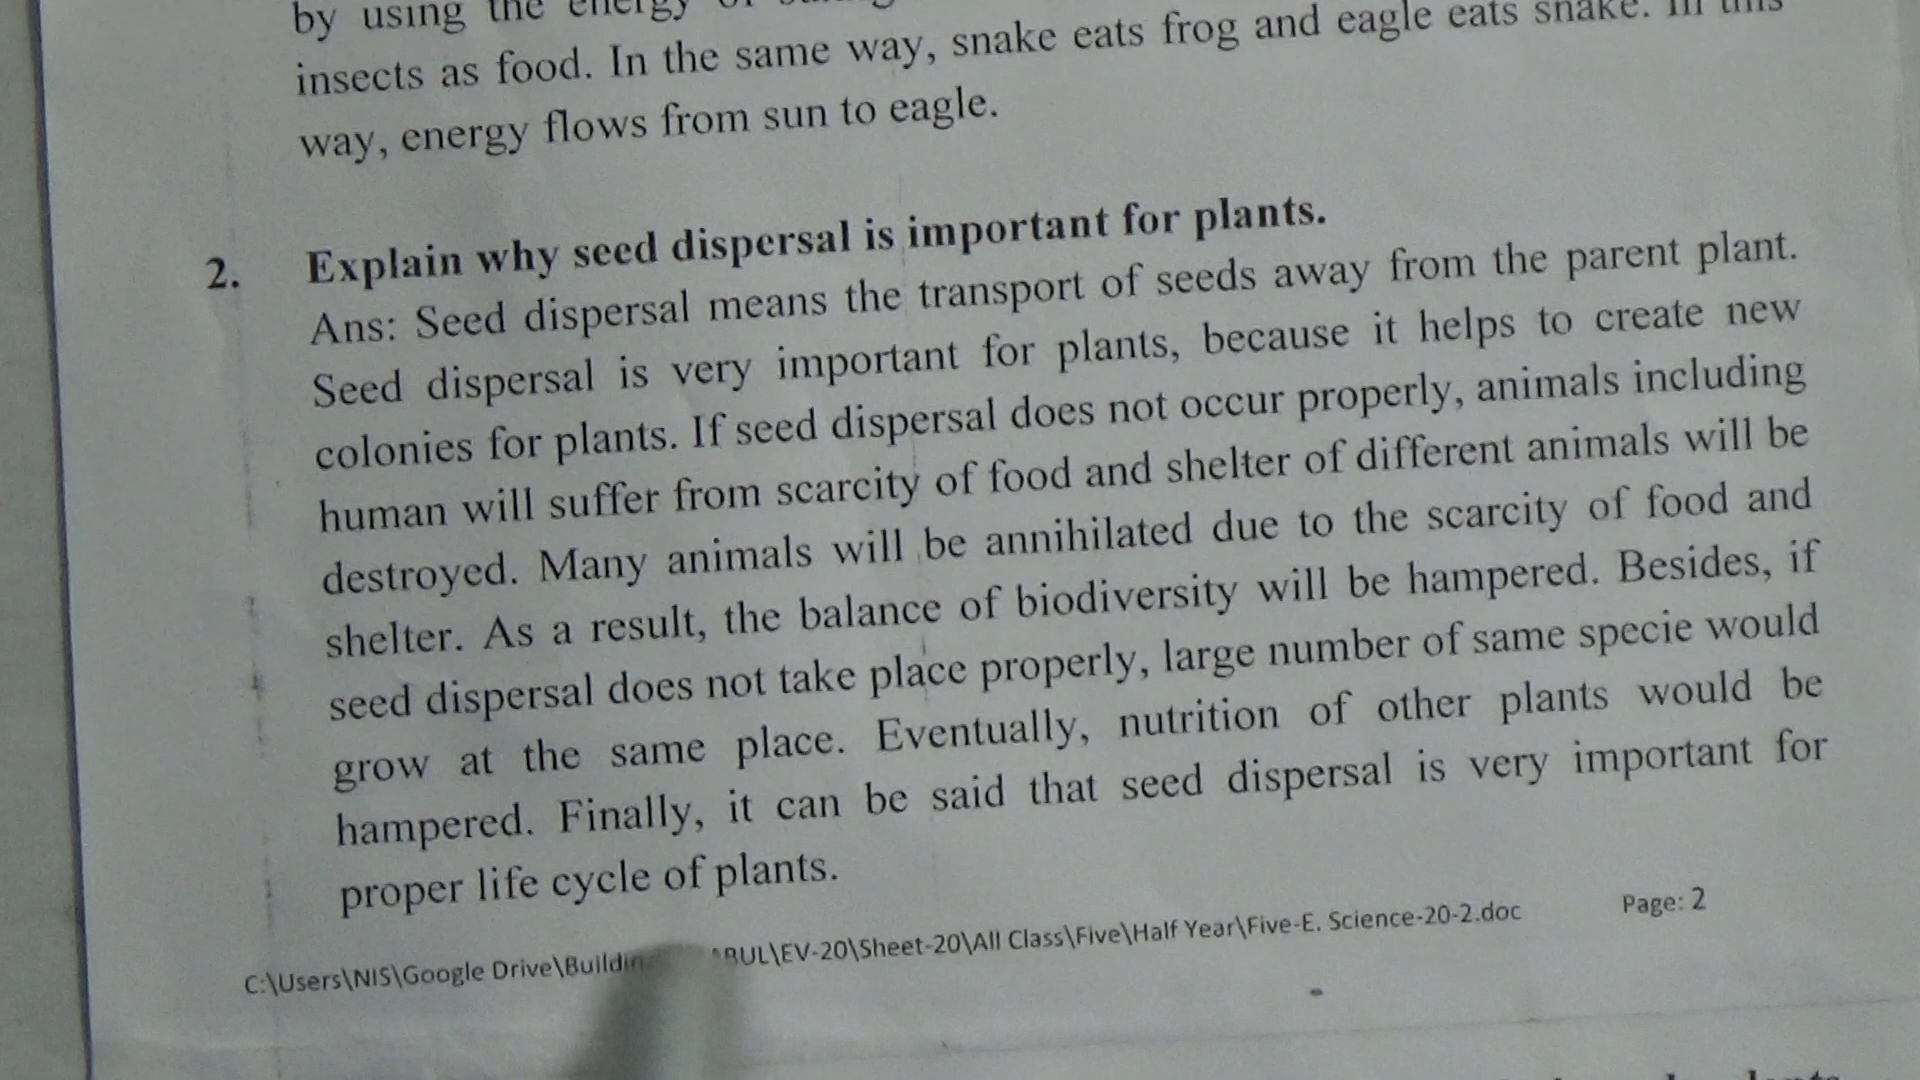 by using the energy of
insects as food. In the same way, snake eats frog and eagle eats snake. In this
way, energy flows from sun to eagle.
2. Explain why seed dispersal is important for plants.
Ans: Seed dispersal means the transport of seeds away from the parent plant.
Seed dispersal is very important for plants, because it helps to create new
colonies for plants. If seed dispersal does not occur properly, animals including
human will suffer from scarcity of food and shelter of different animals will be
destroyed. Many animals will be annihilated due to the scarcity of food and
shelter. As a result, the balance of biodiversity will be hampered. Besides, if
seed dispersal does not take place properly, large number of same specie would
grow at the same place. Eventually, nutrition of other plants would be
hampered. Finally, it can be said that seed dispersal is very important for
proper life cycle of plants.
C:\Users\NIS\Google Drive\Buildin BUL\EV-20\Sheet-20\All Class\Five\Half Year\Five-E. Science-20-2.doc Page: 2